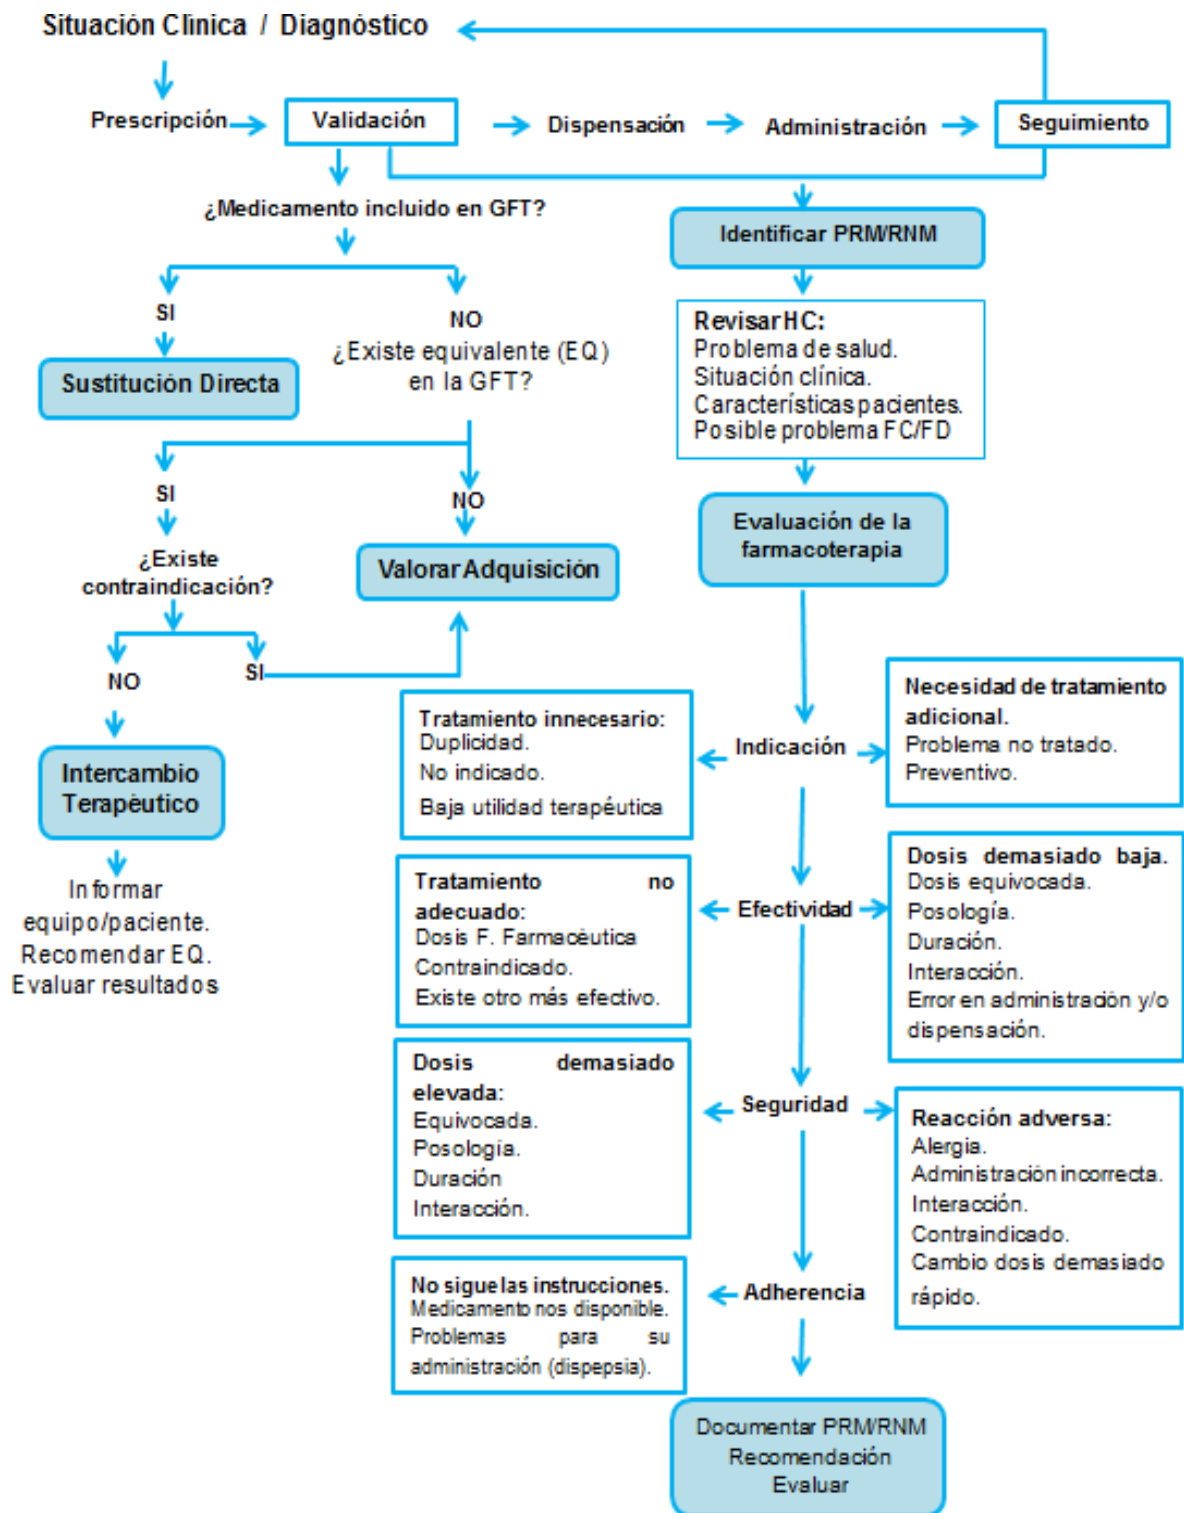 Situación Clínica / Diagnóstico
Prescripción
Validación
Dispensación
Administración
Seguimiento
¿Medicamento incluido en GFT?
SI
Sustitución Directa
NO
¿Existe equivalente (EQ)
en la GFT?
SI
¿Existe
contraindicación?
NO
Valorar Adquisición
NO
SI
Intercambio
Terapéutico
Informar
equipo/paciente.
Recomendar EQ.
Evaluar resultados
Identificar PRM/RNM
Revisar HC:
Problema de salud.
Situación clínica.
Características pacientes.
Posible problema FC/FD
Evaluación de la
farmacoterapia
Indicación
Tratamiento innecesario:
Duplicidad.
No indicado.
Baja utilidad terapéutica
Necesidad de tratamiento
adicional.
Problema no tratado.
Preventivo.
Efectividad
Tratamiento no
adecuado:
Dosis F. Farmacéutica
Contraindicado.
Existe otro más efectivo.
Dosis demasiado baja.
Dosis equivocada.
Posología.
Duración.
Interacción.
Error en administración y/o
dispensación.
Seguridad
Dosis demasiado
elevada:
Equivocada.
Posología.
Duración
Interacción.
Reacción adversa:
Alergia.
Administración incorrecta.
Interacción.
Contraindicado.
Cambio dosis demasiado
rápido.
Adherencia
No sigue las instrucciones.
Medicamento nos disponible.
Problemas para su
administración (dispepsia).
Documentar PRM/RNM
Recomendación
Evaluar